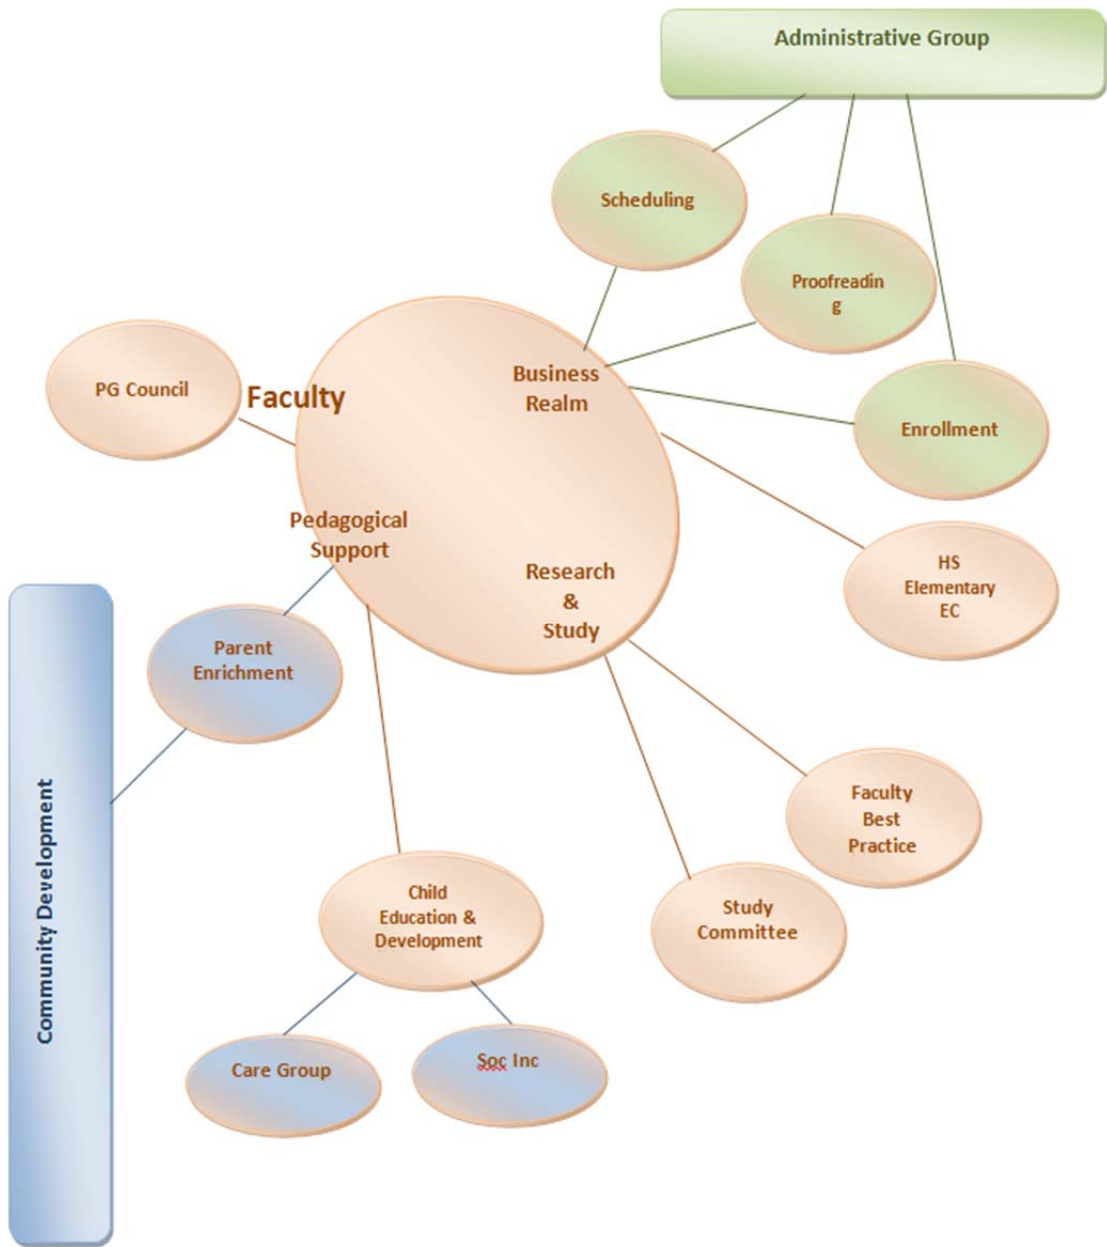 Administrative Group
Scheduling
Proofreadin
g
Business
Realm
PG Council
Faculty
Enrollment
Pedagogical
Support
Research
&
Study
HS
Elementary
EC
Parent
Enrichment
Community Development
Faculty
Best
Practice
Child
Education &
Development
Study
Committee
Care Group
Soc Inc